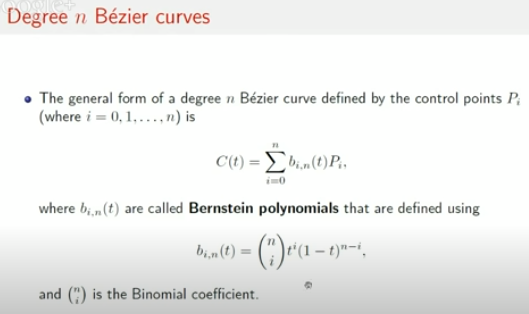 Degree n Bézier curves
• The general form of a degree n Bézier curve defined by the control points P_i
(where i = 0, 1, . . . , n) is
C(t) = \sum_{i=0}^{n} b_{i,n}(t)P_i,
where b_{i,n}(t) are called Bernstein polynomials that are defined using
b_{i,n}(t) = \binom{n}{i} t^i (1 − t)^{n−i},
and \binom{n}{i} is the Binomial coefficient.